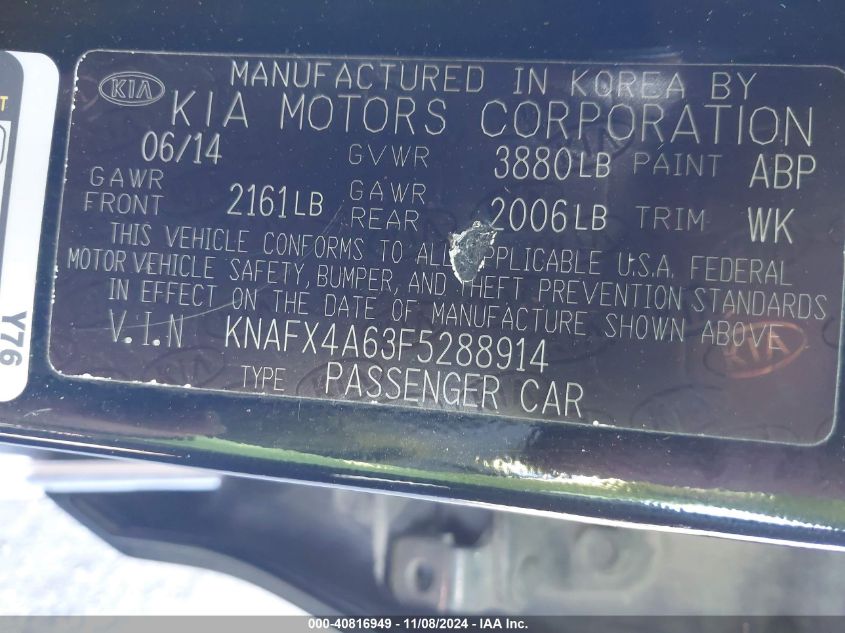 MANUFACTURED IN KOREA BY
KIA
KIA MOTORS CORPORATION
06/14 GVWR 3880LB PAINT ABP
GAWR FRONT 2161LB GAWR REAR 2006LB TRIM WK
THIS VEHICLE CONFORMS TO ALL APPLICABLE U.S.A. FEDERAL
MOTOR VEHICLE SAFETY, BUMPER, AND THEFT PREVENTION STANDARDS
IN EFFECT ON THE DATE OF MANUFACTURE SHOWN ABOVE
V.I.N KNAFX4A63F5288914
TYPE PASSENGER CAR
Y76
000-40816949 - 11/08/2024 - IAA Inc.